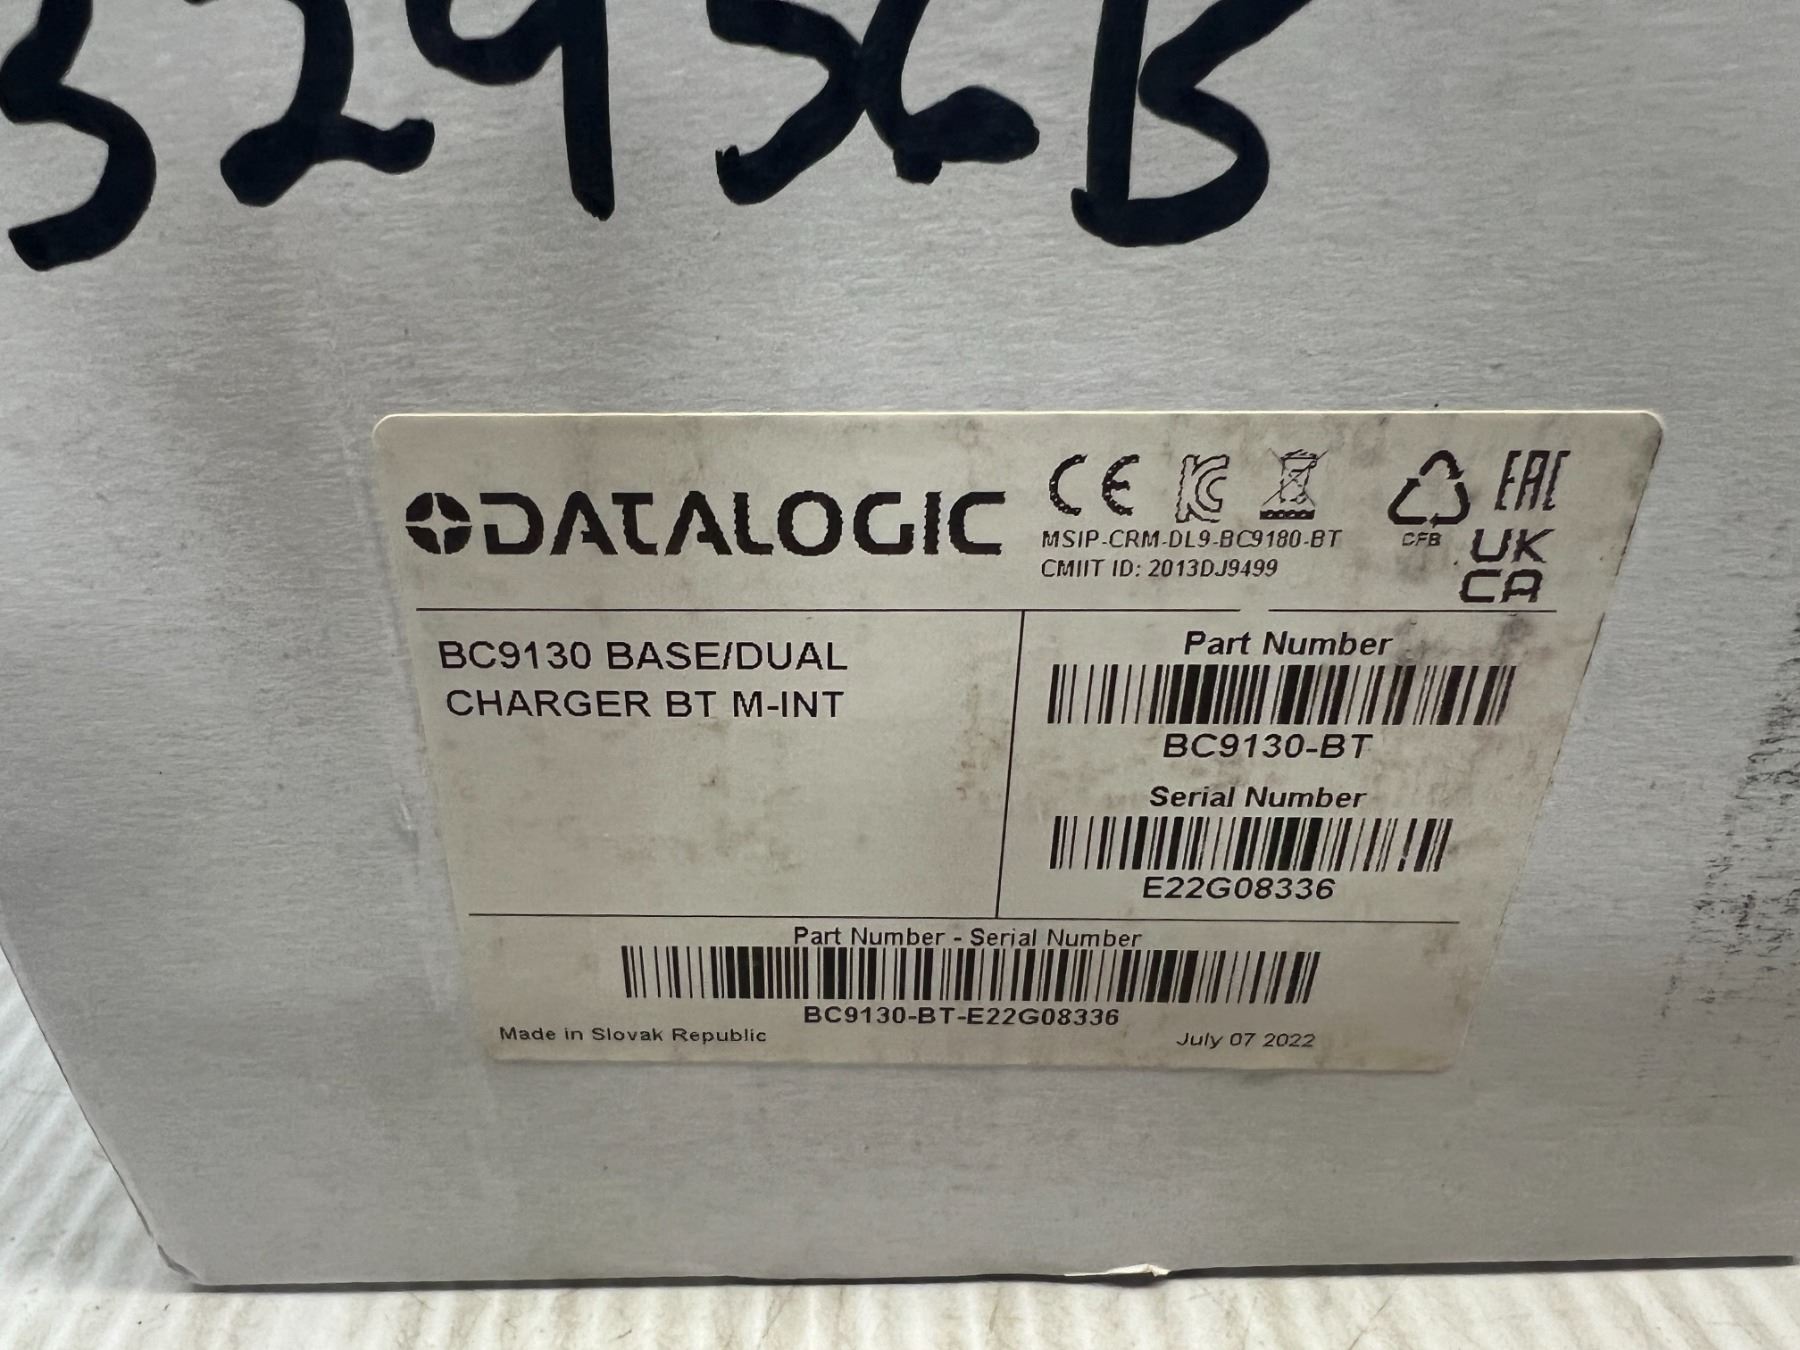 32956B
DATALOGIC
CE
MSIP-CRM-DL9-BC9180-BT
CMIIT ID: 2013DJ9499
CFB
EAC
UK
CA
BC9130 BASE/DUAL
CHARGER BT M-INT
Part Number
BC9130-BT
Serial Number
E22G08336
Part Number - Serial Number
BC9130-BT-E22G08336
Made in Slovak Republic
July 07 2022